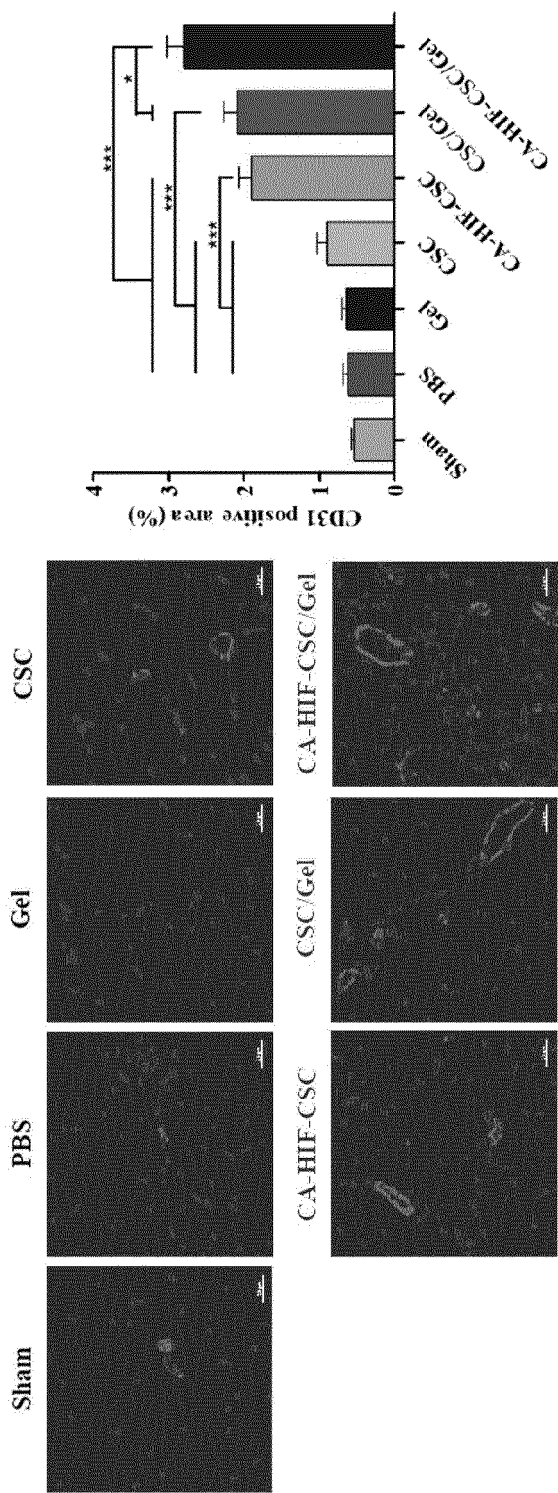 Sham
PBS
Gel
CSC
CA-HIF-CSC
CSC/Gel
CA-HIF-CSC/Gel
CD31 positive area (%)
4
3
2
1
0
***
*
***
***
Sham
PBS
Gel
CSC
CA-HIF-CSC
CSC/Gel
CA-HIF-CSC/Gel